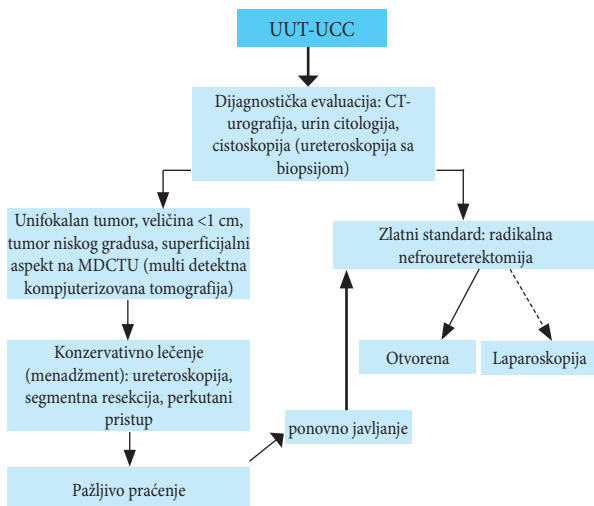 UUT-UCC
Dijagnostička evaluacija: CT-
urografija, urin citologija,
cistoskopija (ureteroskopija sa
biopsijom)
Unifokalan tumor, veličina <1 cm,
tumor niskog gradusa, superficijalni
aspekt na MDCTU (multi detektna
kompjuterizovana tomografija)
Zlatni standard: radikalna
nefroureterektomija
Konzervativno lečenje
(menadžment): ureteroskopija,
segmentna resekcija, perkutani
pristup
Otvorena
Laparoskopija
ponovno javljanje
Pažljivo praćenje